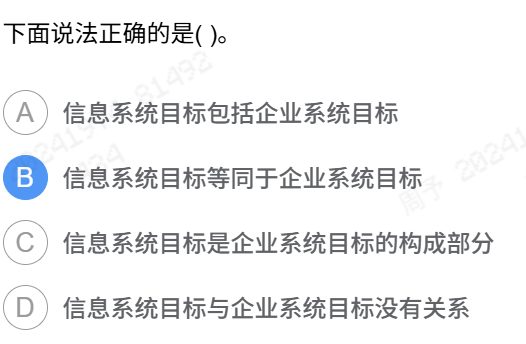 下面说法正确的是( )。
A 信息系统目标包括企业系统目标
B 信息系统目标等同于企业系统目标
C 信息系统目标是企业系统目标的构成部分
D 信息系统目标与企业系统目标没有关系